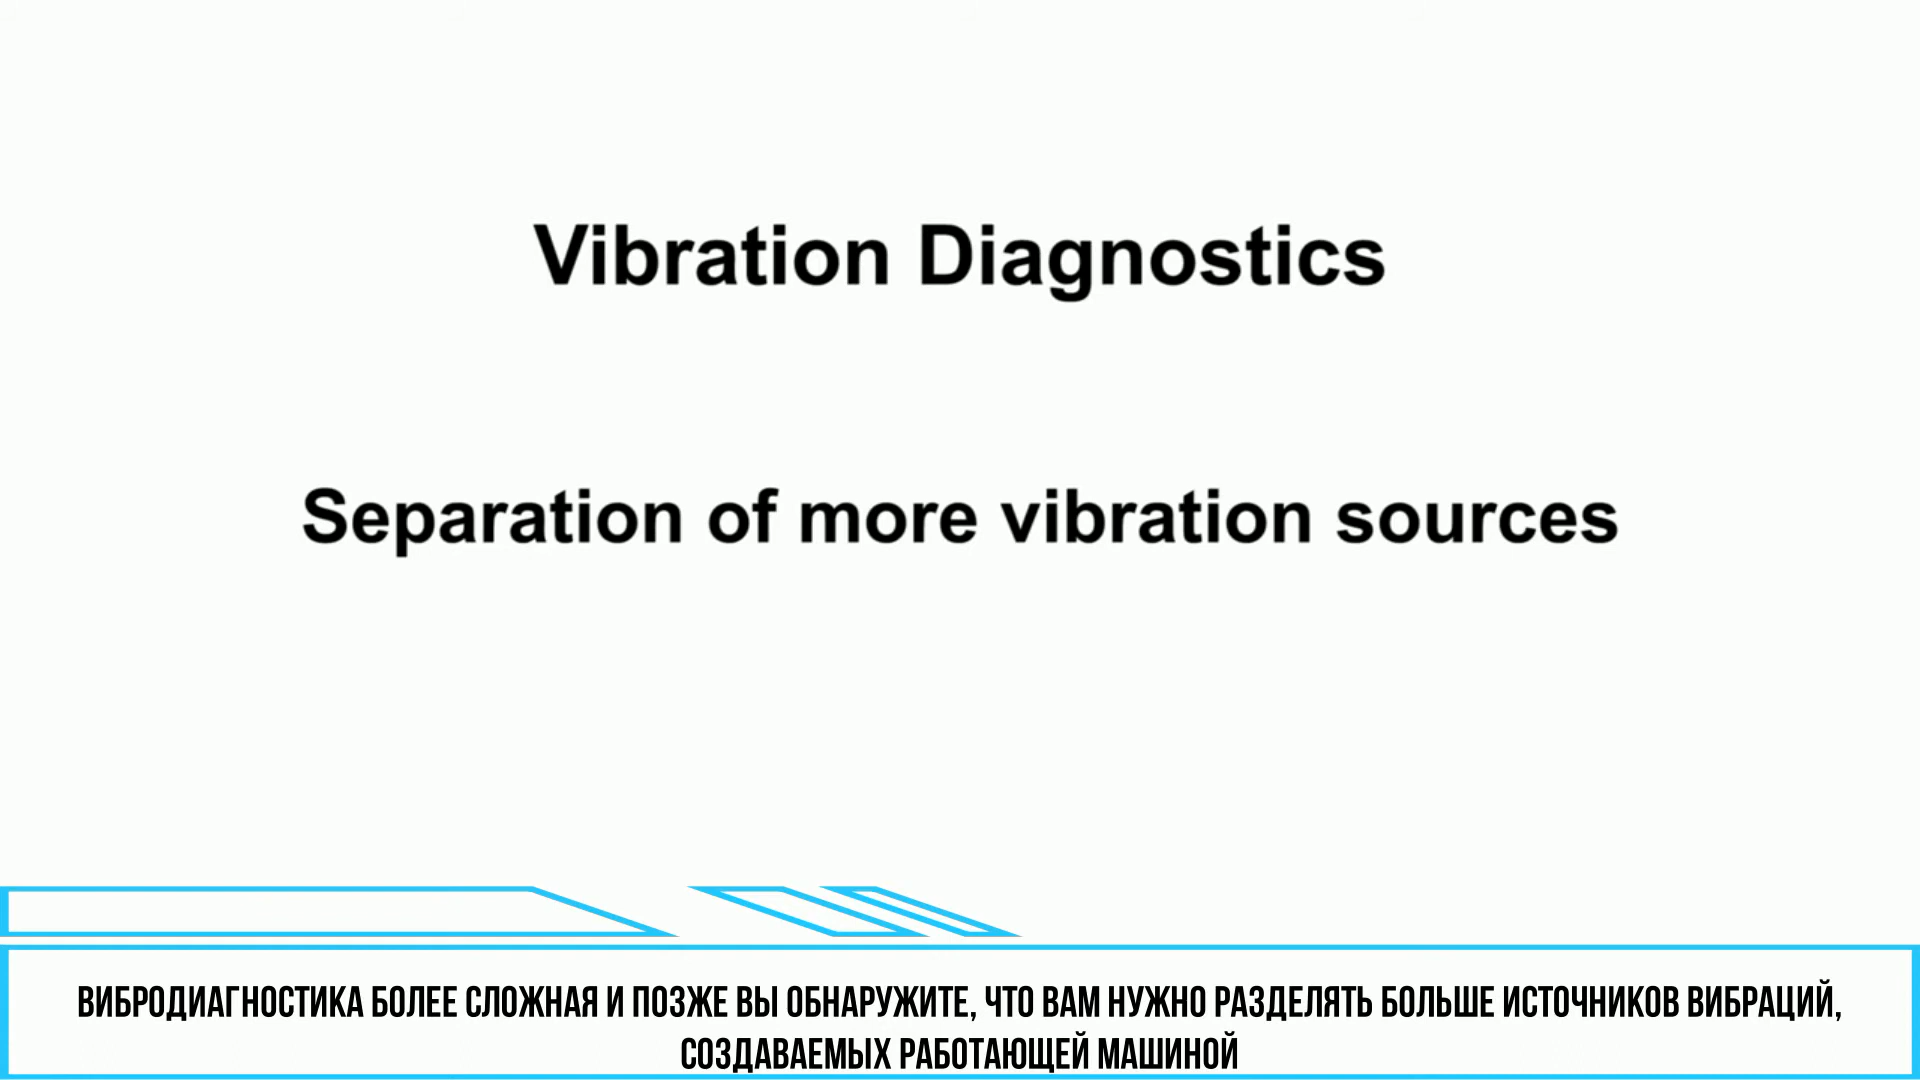 Vibration Diagnostics
Separation of more vibration sources
ВИБРОДИАГНОСТИКА БОЛЕЕ СЛОЖНАЯ И ПОЗЖЕ ВЫ ОБНАРУЖИТЕ, ЧТО ВАМ НУЖНО РАЗДЕЛЯТЬ БОЛЬШЕ ИСТОЧНИКОВ ВИБРАЦИЙ,
СОЗДАВАЕМЫХ РАБОТАЮЩЕЙ МАШИНОЙ